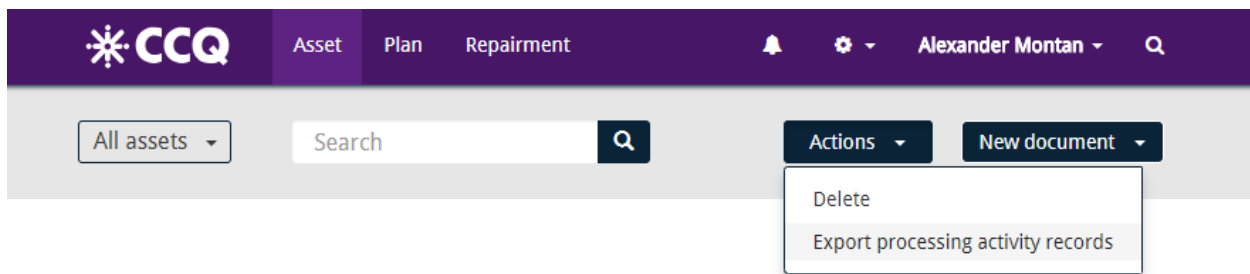 CCQ Asset Plan Repairment Alexander Montan
All assets Search Actions New document
Delete
Export processing activity records